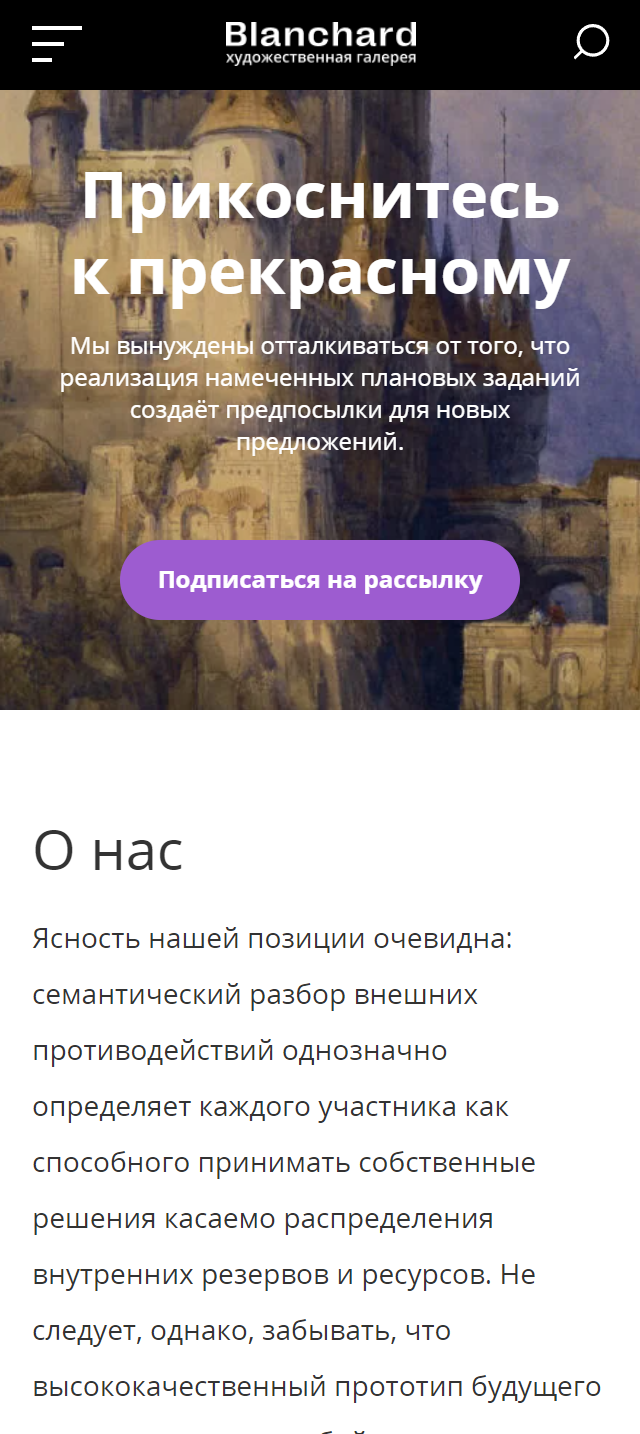 Blanchard
художественная галерея
Прикоснитесь
к прекрасному
Мы вынуждены отталкиваться от того, что
реализация намеченных плановых заданий
создаёт предпосылки для новых
предложений.
Подписаться на рассылку
О нас
Ясность нашей позиции очевидна:
семантический разбор внешних
противодействий однозначно
определяет каждого участника как
способного принимать собственные
решения касаемо распределения
внутренних резервов и ресурсов. Не
следует, однако, забывать, что
высококачественный прототип будущего